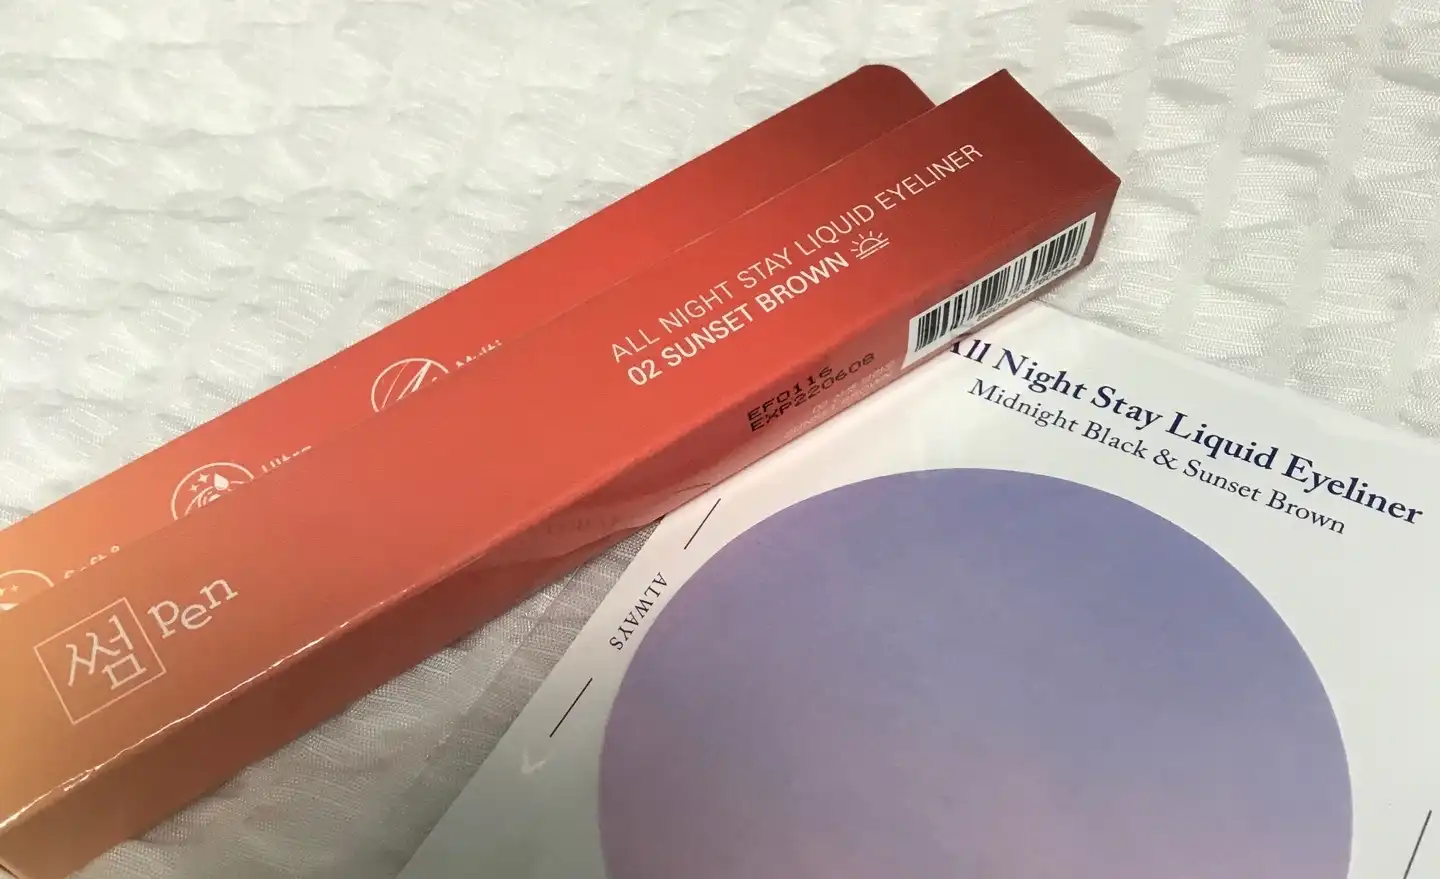 ALL NIGHT STAY LIQUID EYELINER
02 SUNSET BROWN
EF0116
EXP220608
썸 Pen
All Night Stay Liquid Eyeliner
Midnight Black & Sunset Brown
ALWAYS